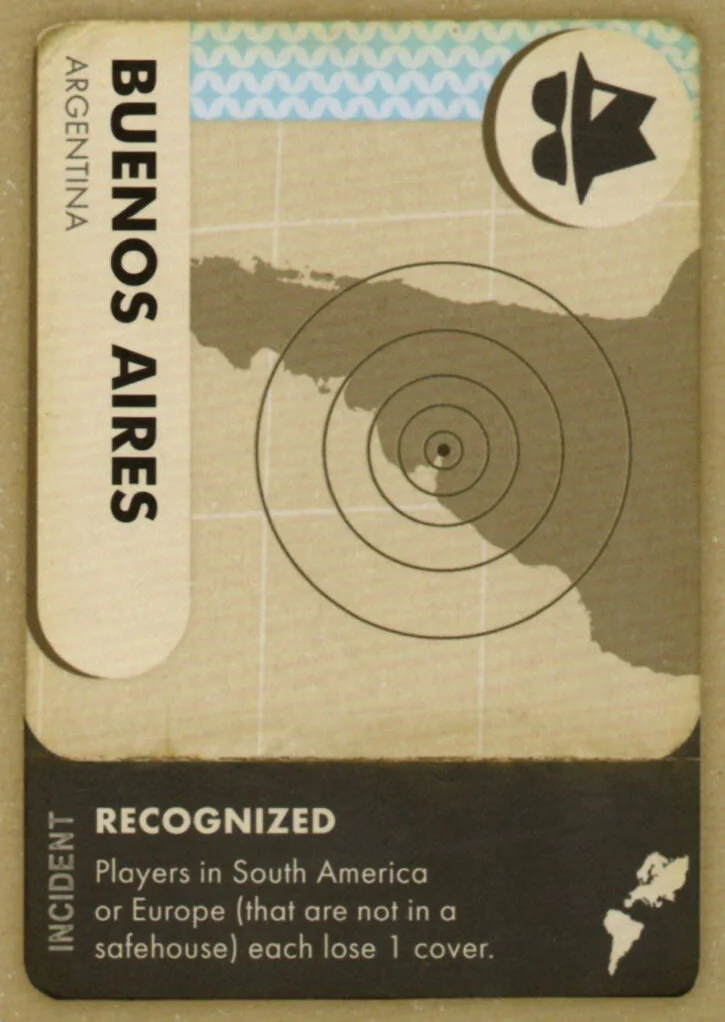 BUENOS AIRES
ARGENTINA
INCIDENT
RECOGNIZED
Players in South America
or Europe (that are not in a
safehouse) each lose 1 cover.